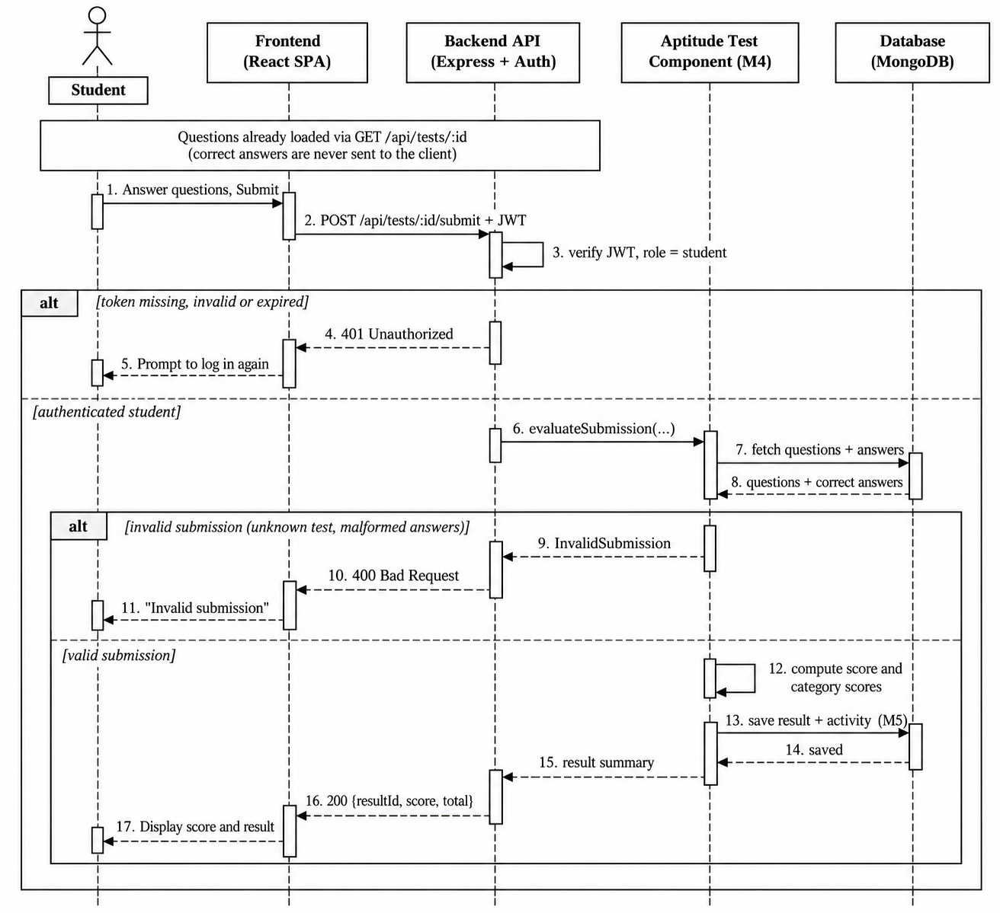 Student
Frontend
(React SPA)
Backend API
(Express + Auth)
Aptitude Test
Component (M4)
Database
(MongoDB)
Questions already loaded via GET /api/tests/:id
(correct answers are never sent to the client)
1. Answer questions, Submit
2. POST /api/tests/:id/submit + JWT
3. verify JWT, role = student
alt
[token missing, invalid or expired]
4. 401 Unauthorized
5. Prompt to log in again
[authenticated student]
6. evaluateSubmission(...)
7. fetch questions + answers
8. questions + correct answers
alt
[invalid submission (unknown test, malformed answers)]
9. InvalidSubmission
10. 400 Bad Request
11. "Invalid submission"
[valid submission]
12. compute score and
category scores
13. save result + activity (M5)
14. saved
15. result summary
16. 200 {resultId, score, total}
17. Display score and result